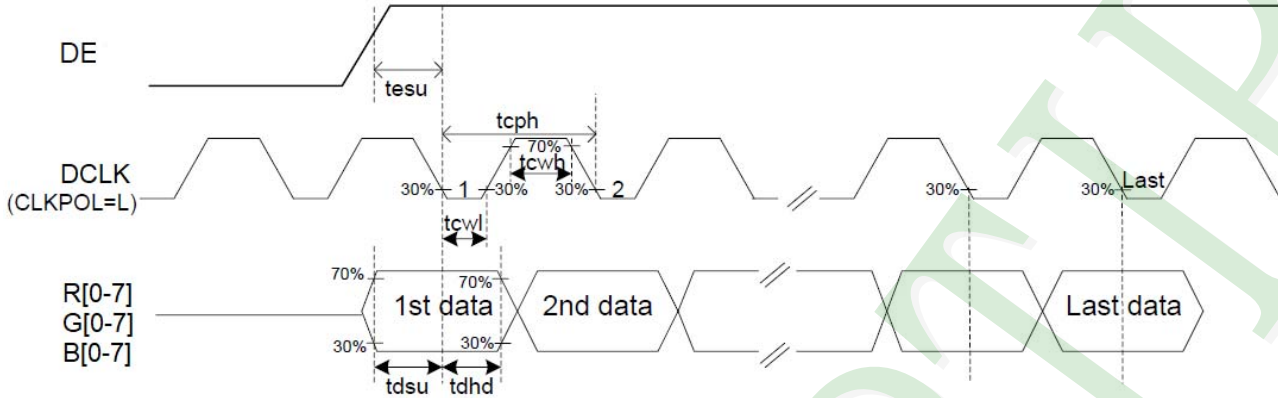 DE
tesu
tcph
70%
tcwh
DCLK
(CLKPOL=L)
30% 1 30% 30% 2 30% 30% Last
tcwl
70% 70%
R[0-7]
G[0-7]
B[0-7]
1st data 2nd data Last data
30% 30%
tdsu tdhd